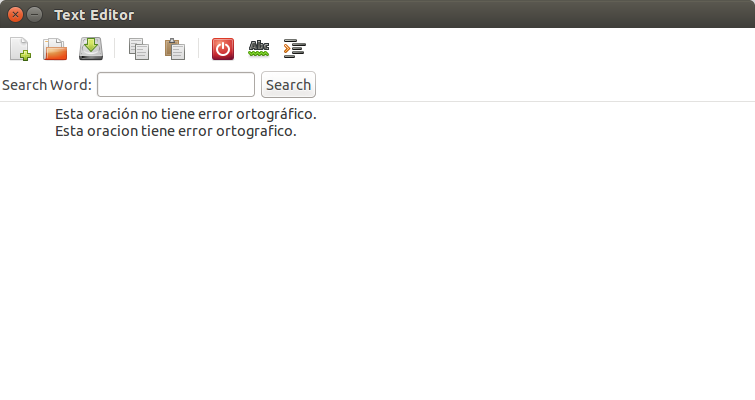 Text Editor
Abc
Search Word: Search
Esta oración no tiene error ortográfico.
Esta oracion tiene error ortografico.